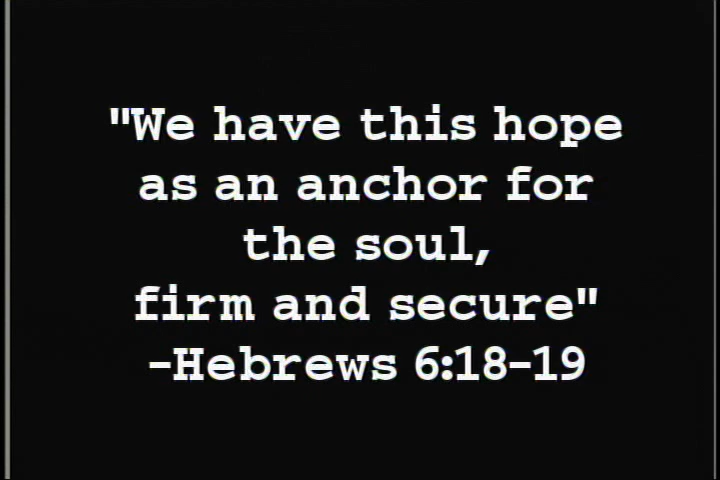 "We have this hope
as an anchor for
the soul,
firm and secure"
-Hebrews 6:18-19